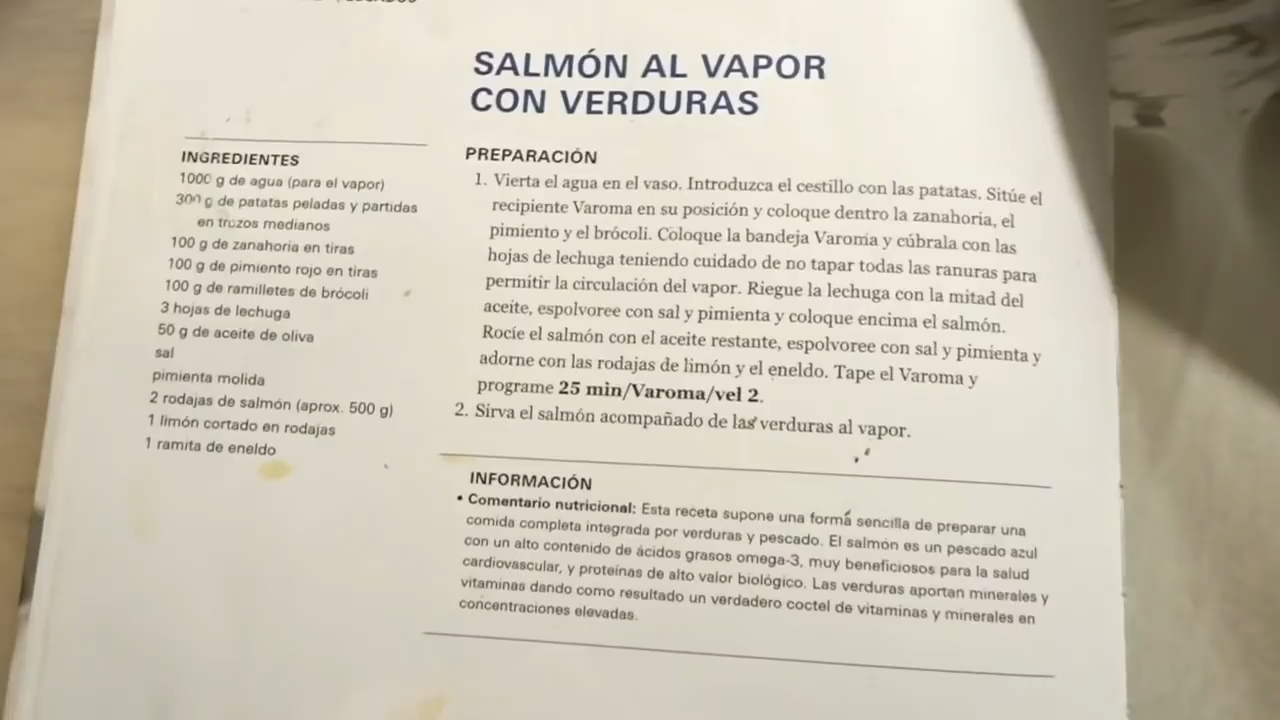 SALMÓN AL VAPOR
CON VERDURAS
INGREDIENTES
1000 g de agua (para el vapor)
300 g de patatas peladas y partidas
en trozos medianos
100 g de zanahoria en tiras
100 g de pimiento rojo en tiras
100 g de ramilletes de brócoli
3 hojas de lechuga
50 g de aceite de oliva
sal
pimienta molida
2 rodajas de salmón (aprox. 500 g)
1 limón cortado en rodajas
1 ramita de eneldo
PREPARACIÓN
1. Vierta el agua en el vaso. Introduzca el cestillo con las patatas. Sitúe el
recipiente Varoma en su posición y coloque dentro la zanahoria, el
pimiento y el brócoli. Coloque la bandeja Varoma y cúbrala con las
hojas de lechuga teniendo cuidado de no tapar todas las ranuras para
permitir la circulación del vapor. Riegue la lechuga con la mitad del
aceite, espolvoree con sal y pimienta y coloque encima el salmón.
Rocíe el salmón con el aceite restante, espolvoree con sal y pimienta y
adorne con las rodajas de limón y el eneldo. Tape el Varoma y
programe 25 min/Varoma/vel 2.
2. Sirva el salmón acompañado de las verduras al vapor.
INFORMACIÓN
• Comentario nutricional: Esta receta supone una forma sencilla de preparar una
comida completa integrada por verduras y pescado. El salmón es un pescado azul
con un alto contenido de ácidos grasos omega-3, muy beneficiosos para la salud
cardiovascular, y proteínas de alto valor biológico. Las verduras aportan minerales y
vitaminas dando como resultado un verdadero coctel de vitaminas y minerales en
concentraciones elevadas.